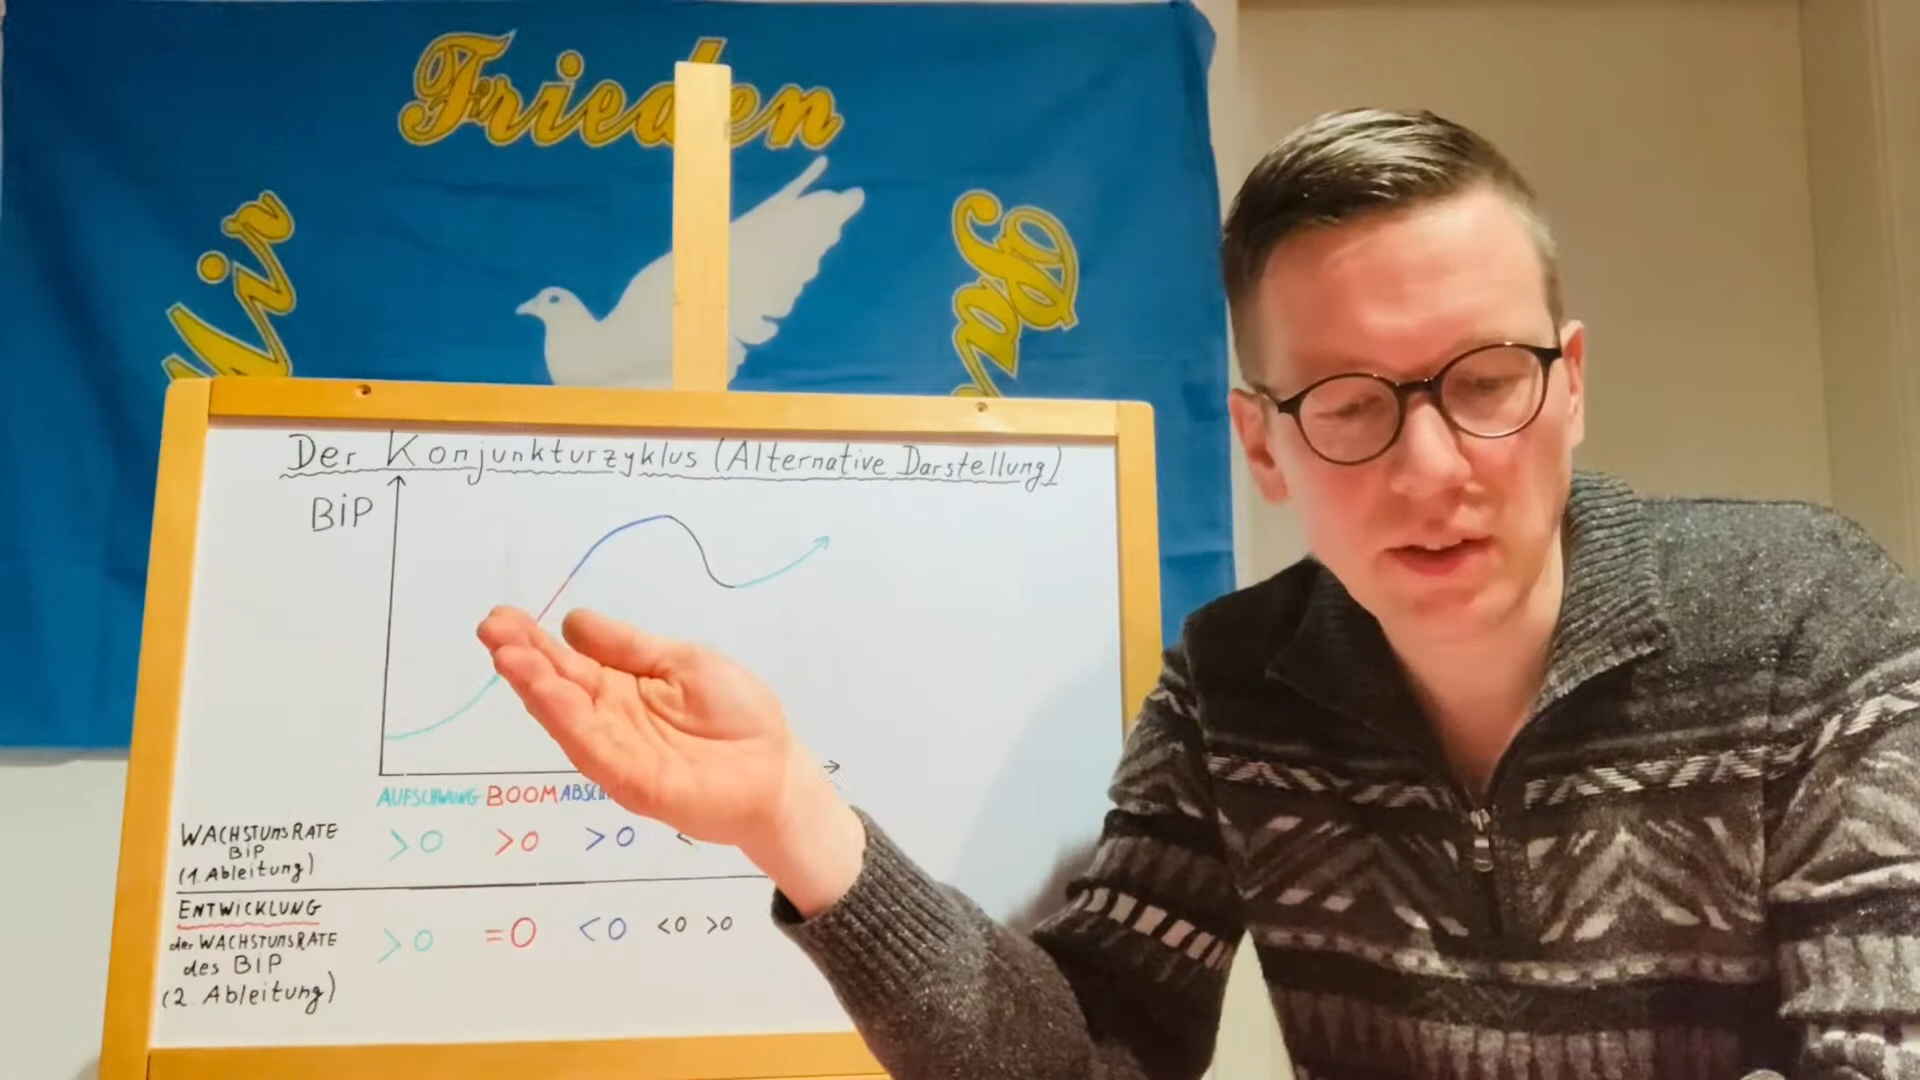 Frieden
Der Konjunkturzyklus (Alternative Darstellung)
BiP
AUFSCHWUNG BOOM
WACHSTUMSRATE
BiP
(1. Ableitung)
>0 >0 >0 <
ENTWICKLUNG
der WACHSTUMSRATE
des BiP
(2. Ableitung)
>0 =0 <0 <0 >0